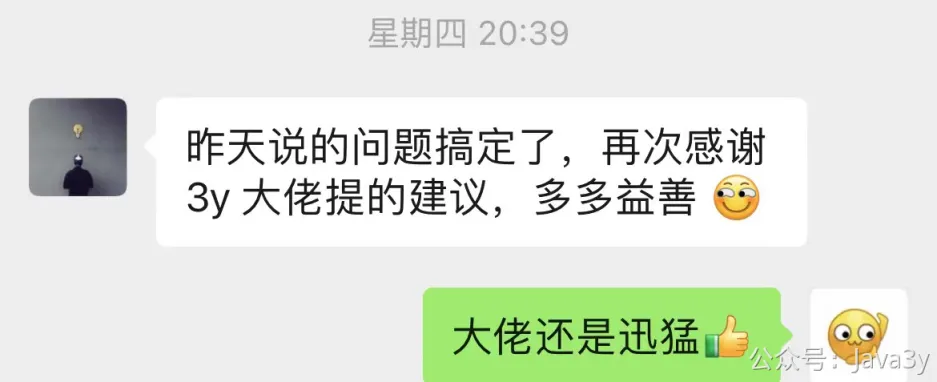 星期四 20:39
昨天说的问题搞定了，再次感谢
3y 大佬提的建议，多多益善
大佬还是迅猛
公众号：Java3y